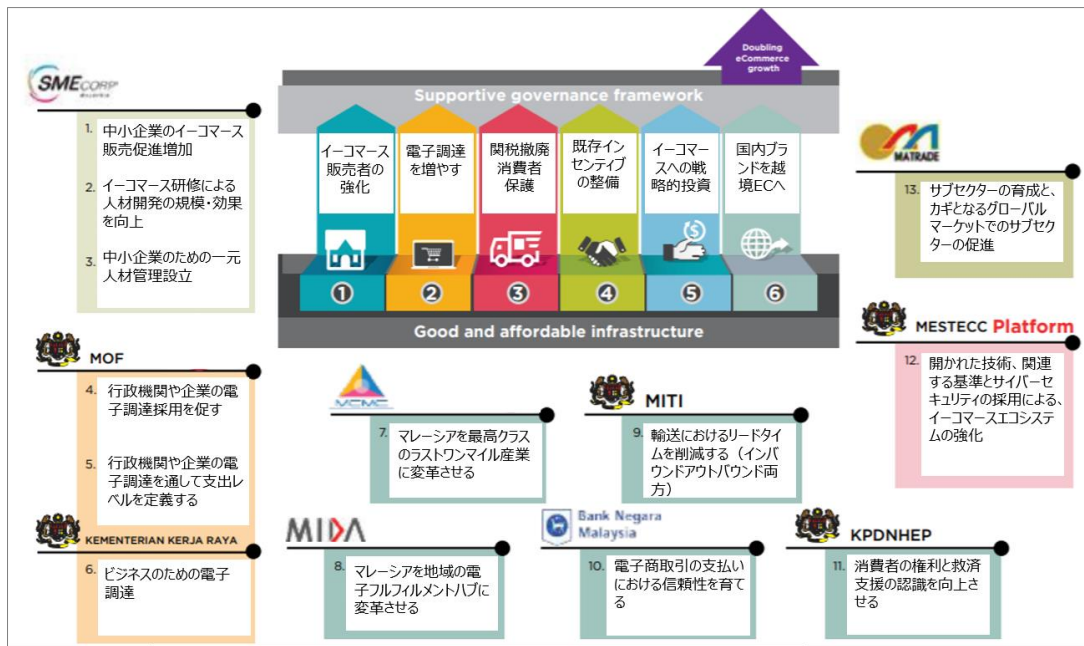 SMECORP
malaysia
1. 中小企業のイーコマース
販売促進増加
2. イーコマース研修による
人材開発の規模・効果
を向上
3. 中小企業のための一元
人材管理設立
Doubling
eCommerce
growth
Supportive governance framework
イーコマース
販売者の
強化
電子調達
を増やす
関税撤廃
消費者
保護
既存イン
センティブ
の整備
イーコマー
スへの戦
略的投資
国内ブラ
ンドを越
境ECへ
1
2
3
4
5
6
Good and affordable infrastructure
MATRADE
13. サブセクターの育成と、
カギとなるグローバル
マーケットでのサブセク
ターの促進
MESTECC Platform
12. 開かれた技術、関連
する基準とサイバーセ
キュリティの採用による、
イーコマースエコシステ
ムの強化
MOF
4. 行政機関や企業の電
子調達採用を促す
5. 行政機関や企業の電
子調達を通して支出レ
ベルを定義する
KEMENTERIAN KERJA RAYA
6. ビジネスのための電子
調達
MCMC
7. マレーシアを最高クラス
のラストワンマイル産業
に変革させる
MITI
9. 輸送におけるリードタイ
ムを削減する（インバ
ウンドアウトバウンド両
方）
MIDA
8. マレーシアを地域の電
子フルフィルメントハブに
変革させる
Bank Negara
Malaysia
10. 電子商取引の支払い
における信頼性を育て
る
KPDNHEP
11. 消費者の権利と救済
支援の認識を向上さ
せる